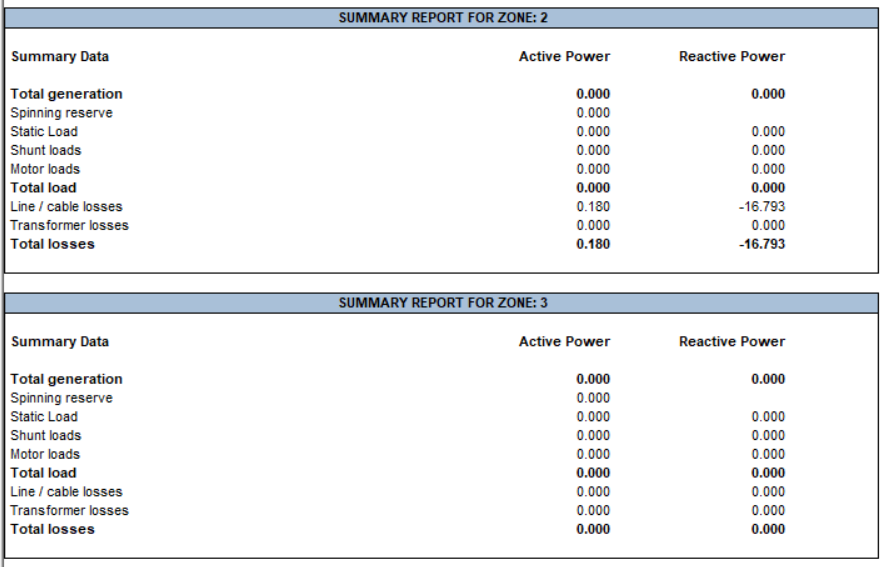 SUMMARY REPORT FOR ZONE: 2
Summary Data Active Power Reactive Power
Total generation 0.000 0.000
Spinning reserve 0.000
Static Load 0.000 0.000
Shunt loads 0.000 0.000
Motor loads 0.000 0.000
Total load 0.000 0.000
Line / cable losses 0.180 -16.793
Transformer losses 0.000 0.000
Total losses 0.180 -16.793
SUMMARY REPORT FOR ZONE: 3
Summary Data Active Power Reactive Power
Total generation 0.000 0.000
Spinning reserve 0.000
Static Load 0.000 0.000
Shunt loads 0.000 0.000
Motor loads 0.000 0.000
Total load 0.000 0.000
Line / cable losses 0.000 0.000
Transformer losses 0.000 0.000
Total losses 0.000 0.000